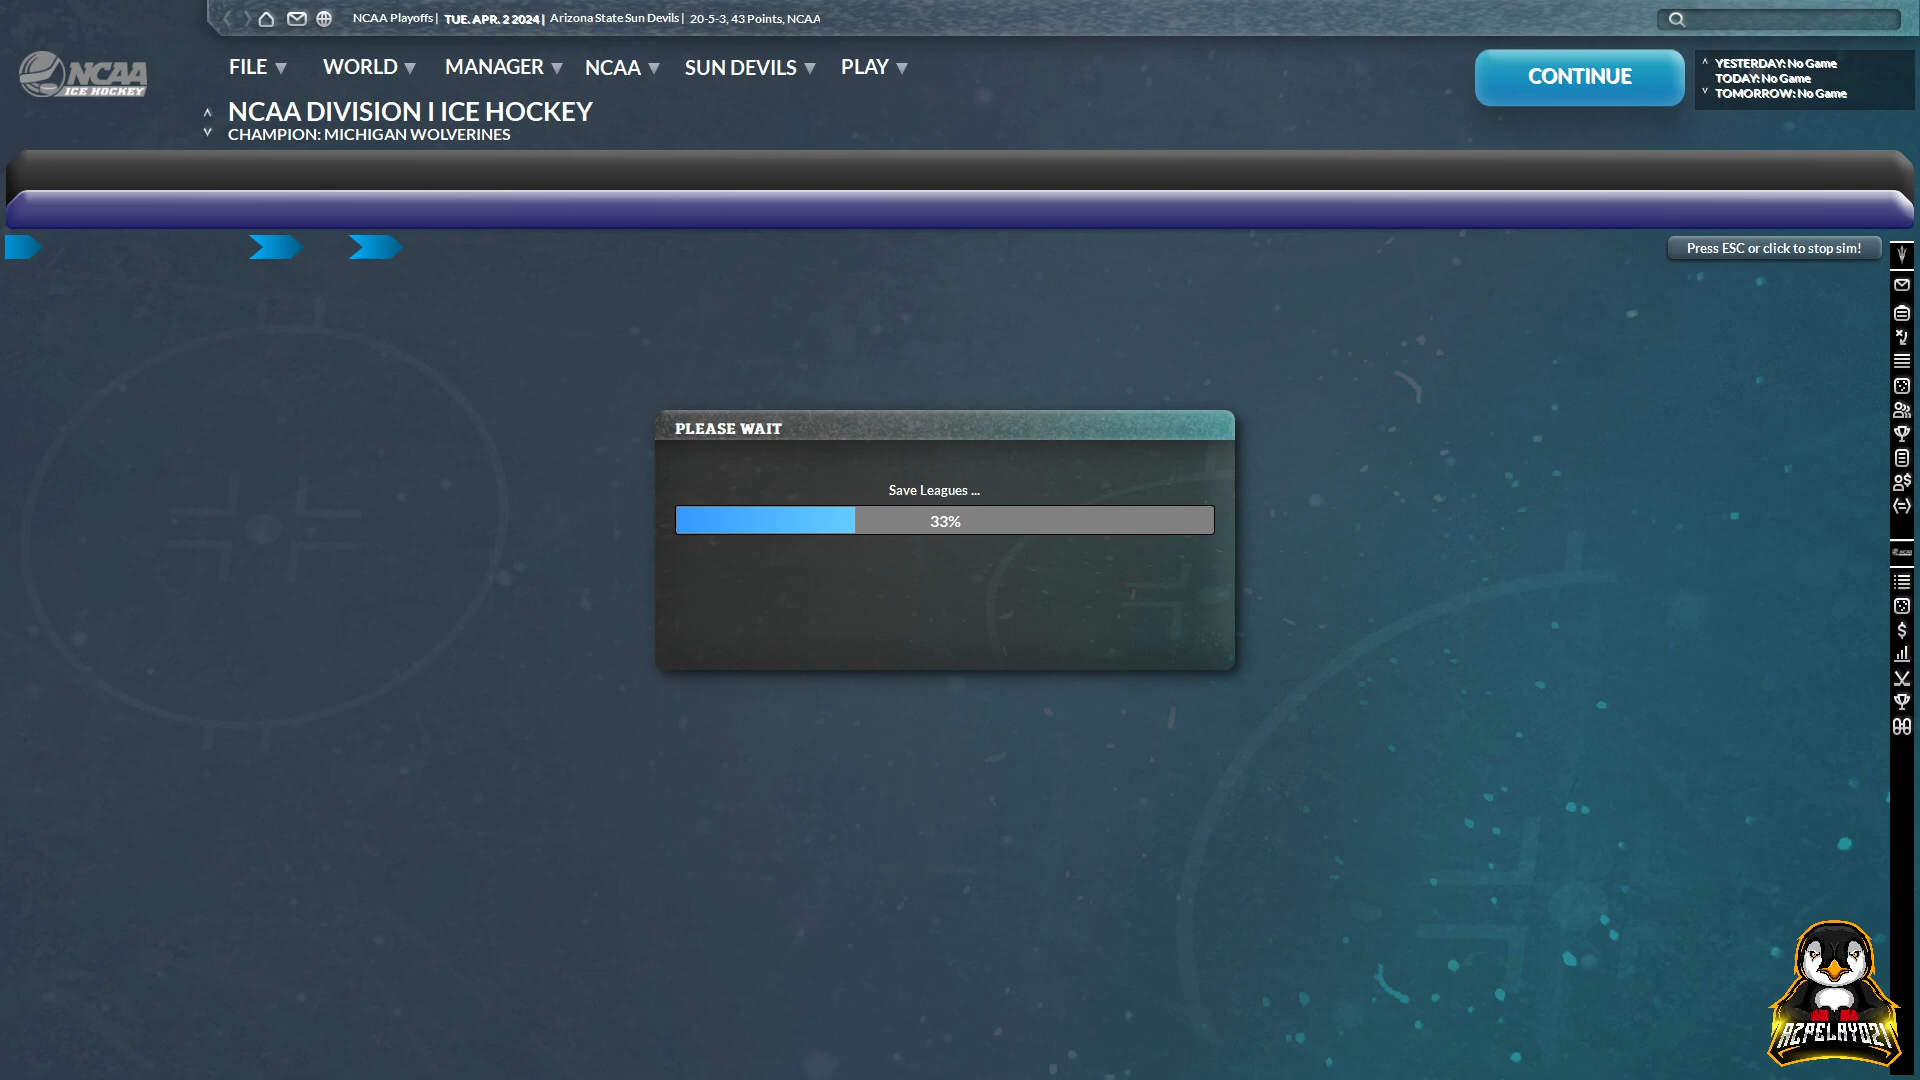 NCAA Playoffs | TUE. APR. 2 2024 | Arizona State Sun Devils | 20-5-3, 43 Points, NCAA
NCAA
ICE HOCKEY
FILE WORLD MANAGER NCAA SUN DEVILS PLAY
CONTINUE
YESTERDAY: No Game
TODAY: No Game
TOMORROW: No Game
NCAA DIVISION I ICE HOCKEY
CHAMPION: MICHIGAN WOLVERINES
Press ESC or click to stop sim!
PLEASE WAIT
Save Leagues ...
33%
AZPELAYO21